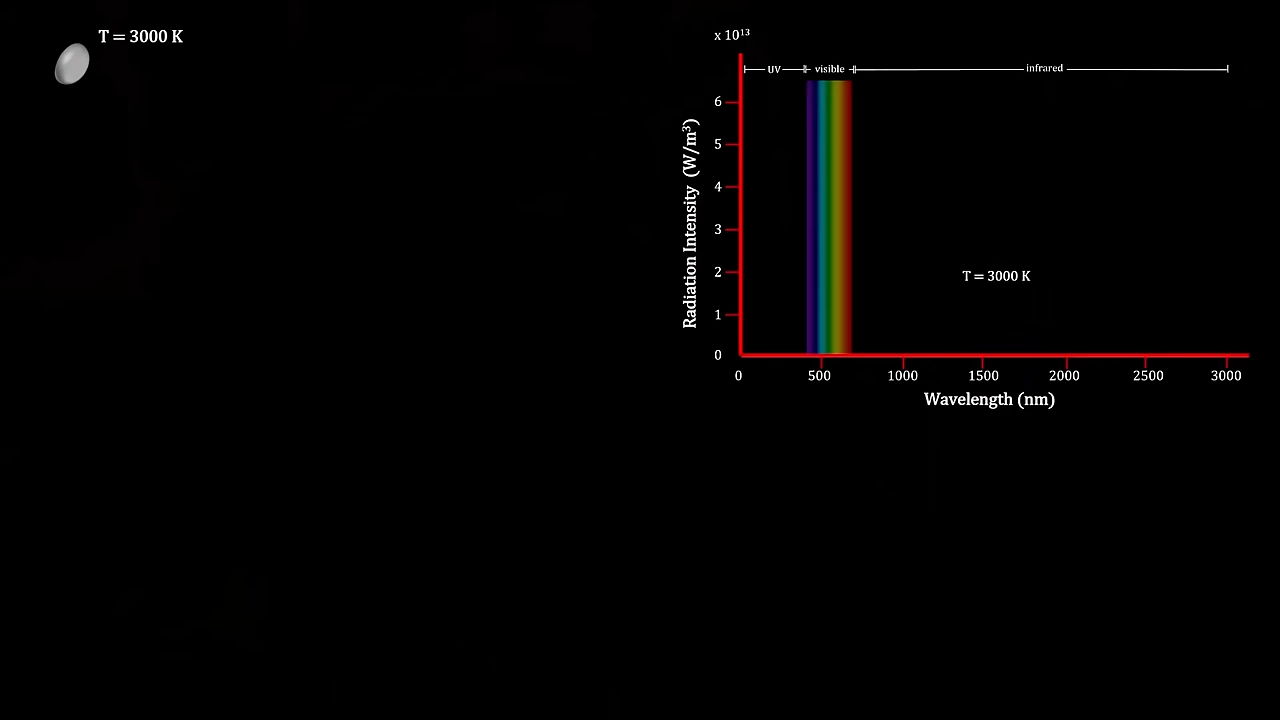 T = 3000 K
x 10¹³
UV
visible
infrared
6
5
4
3
2
1
0
Radiation Intensity (W/m³)
T = 3000 K
0 500 1000 1500 2000 2500 3000
Wavelength (nm)